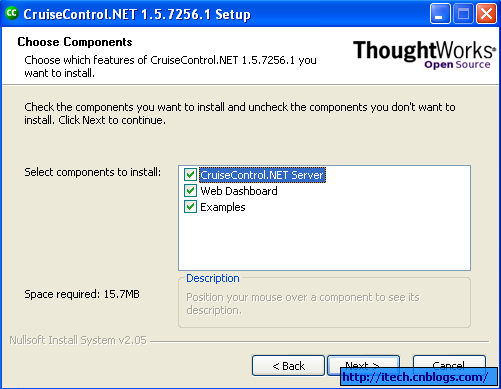 CruiseControl.NET 1.5.7256.1 Setup
Choose Components
Choose which features of CruiseControl.NET 1.5.7256.1 you
want to install.
ThoughtWorks
Open Source
Check the components you want to install and uncheck the components you don't want to
install. Click Next to continue.
Select components to install:
CruiseControl.NET Server
Web Dashboard
Examples
Space required: 15.7MB
Description
Position your mouse over a component to see its
description.
Nullsoft Install System v2.05
< Back
Next >
Cancel
http://itech.cnblogs.com/